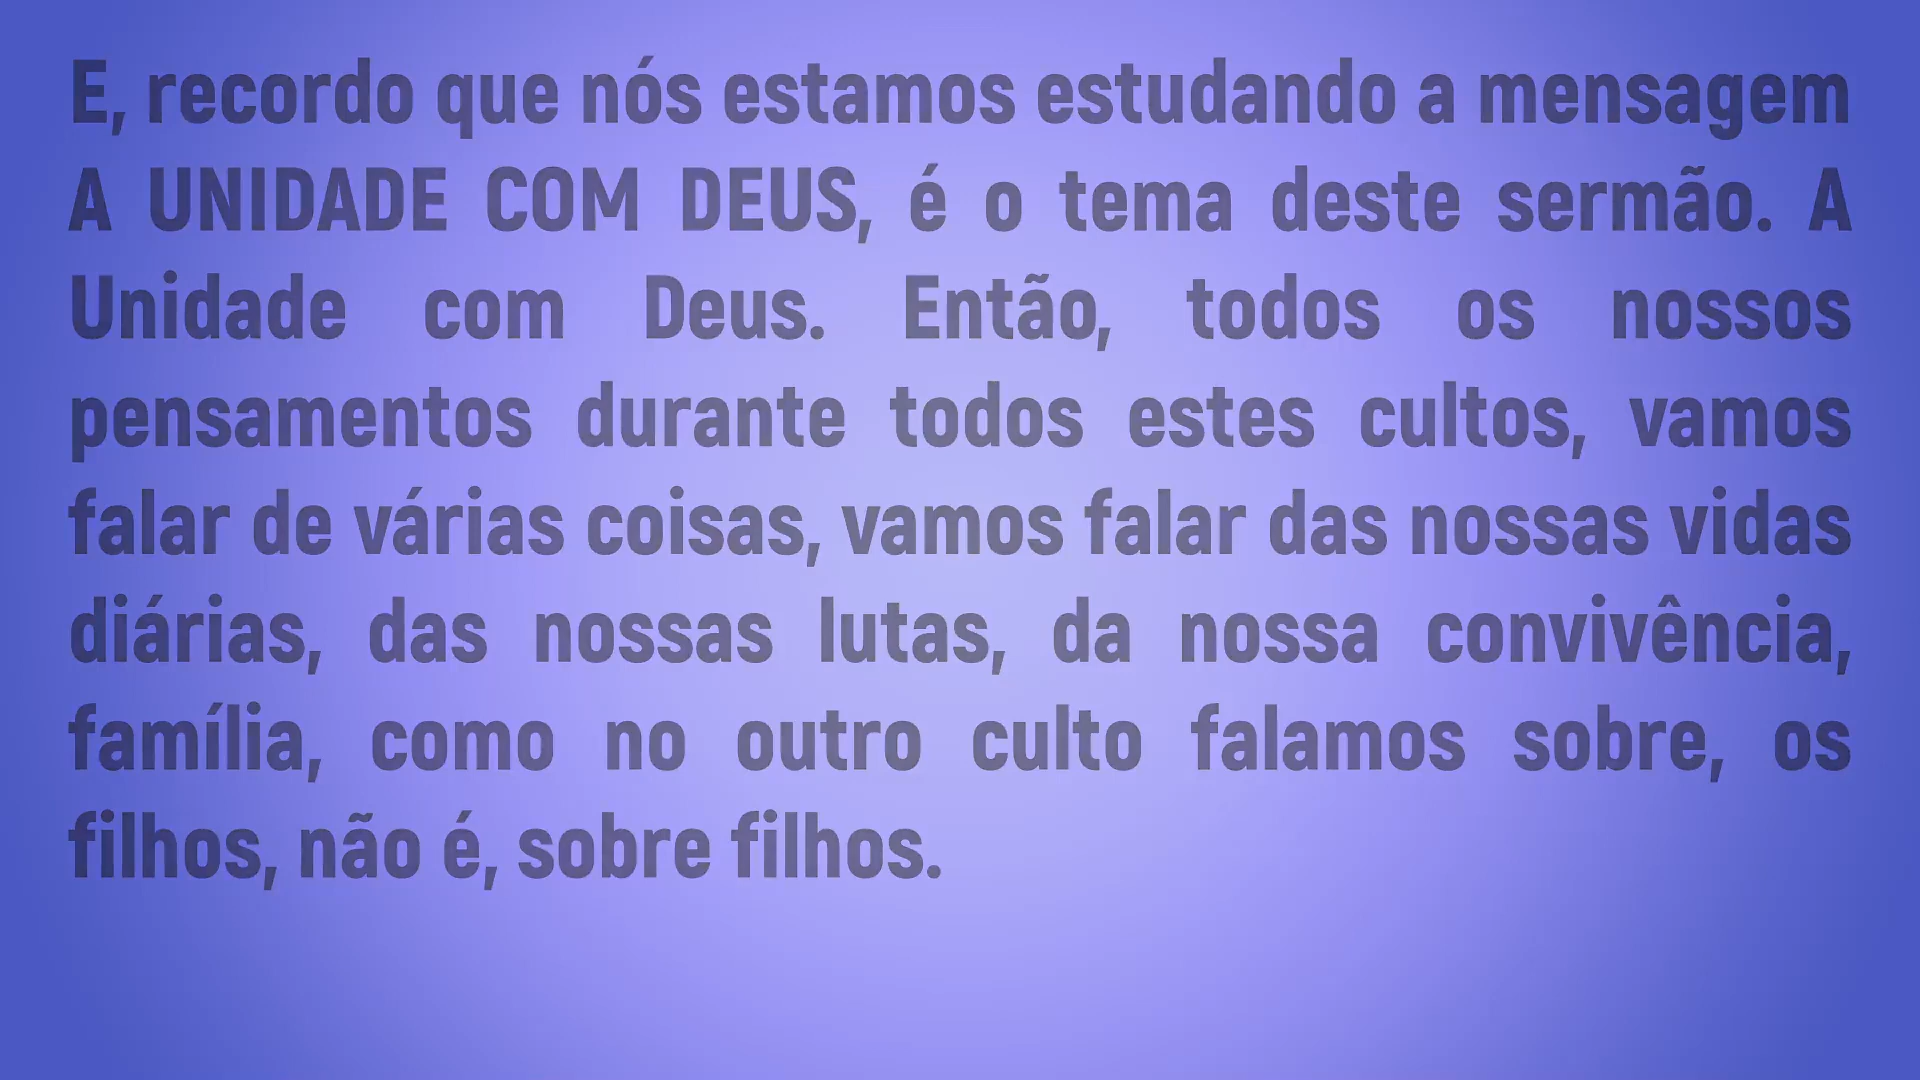 E, recordo que nós estamos estudando a mensagem
A UNIDADE COM DEUS, é o tema deste sermão. A
Unidade com Deus. Então, todos os nossos
pensamentos durante todos estes cultos, vamos
falar de várias coisas, vamos falar das nossas vidas
diárias, das nossas lutas, da nossa convivência,
família, como no outro culto falamos sobre, os
filhos, não é, sobre filhos.